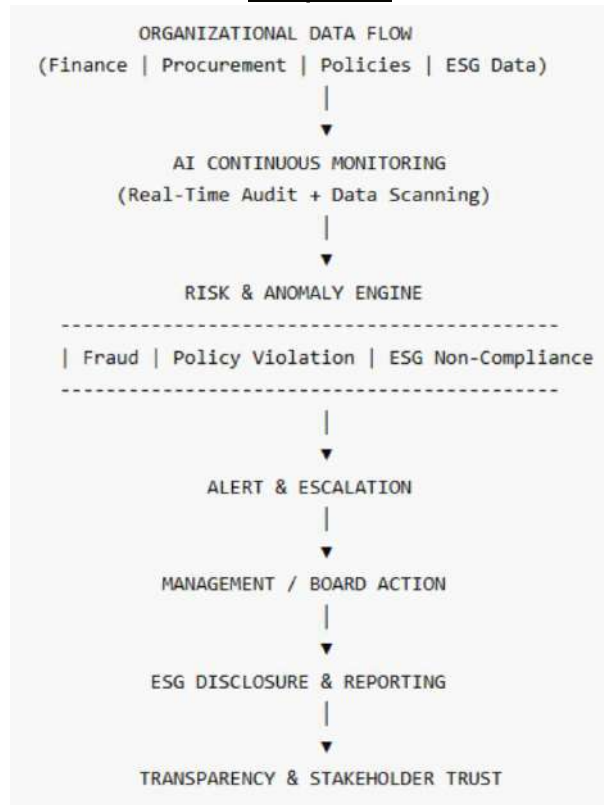 ORGANIZATIONAL DATA FLOW
(Finance | Procurement | Policies | ESG Data)
|
▼
AI CONTINUOUS MONITORING
(Real-Time Audit + Data Scanning)
|
▼
RISK & ANOMALY ENGINE
--------------------------------------------
| Fraud | Policy Violation | ESG Non-Compliance
--------------------------------------------
|
▼
ALERT & ESCALATION
|
▼
MANAGEMENT / BOARD ACTION
|
▼
ESG DISCLOSURE & REPORTING
|
▼
TRANSPARENCY & STAKEHOLDER TRUST